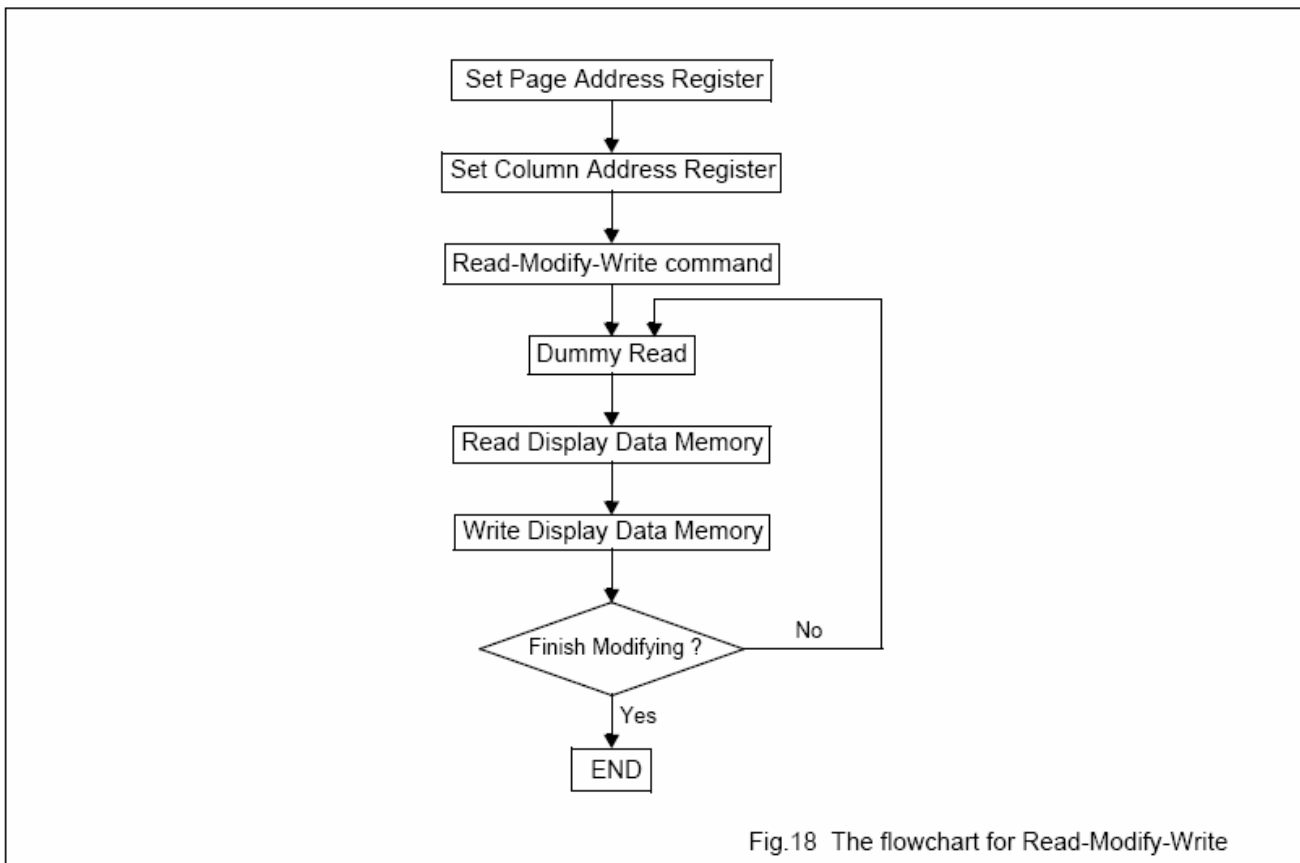 Set Page Address Register
Set Column Address Register
Read-Modify-Write command
Dummy Read
Read Display Data Memory
Write Display Data Memory
Finish Modifying ?
No
Yes
END
Fig.18 The flowchart for Read-Modify-Write